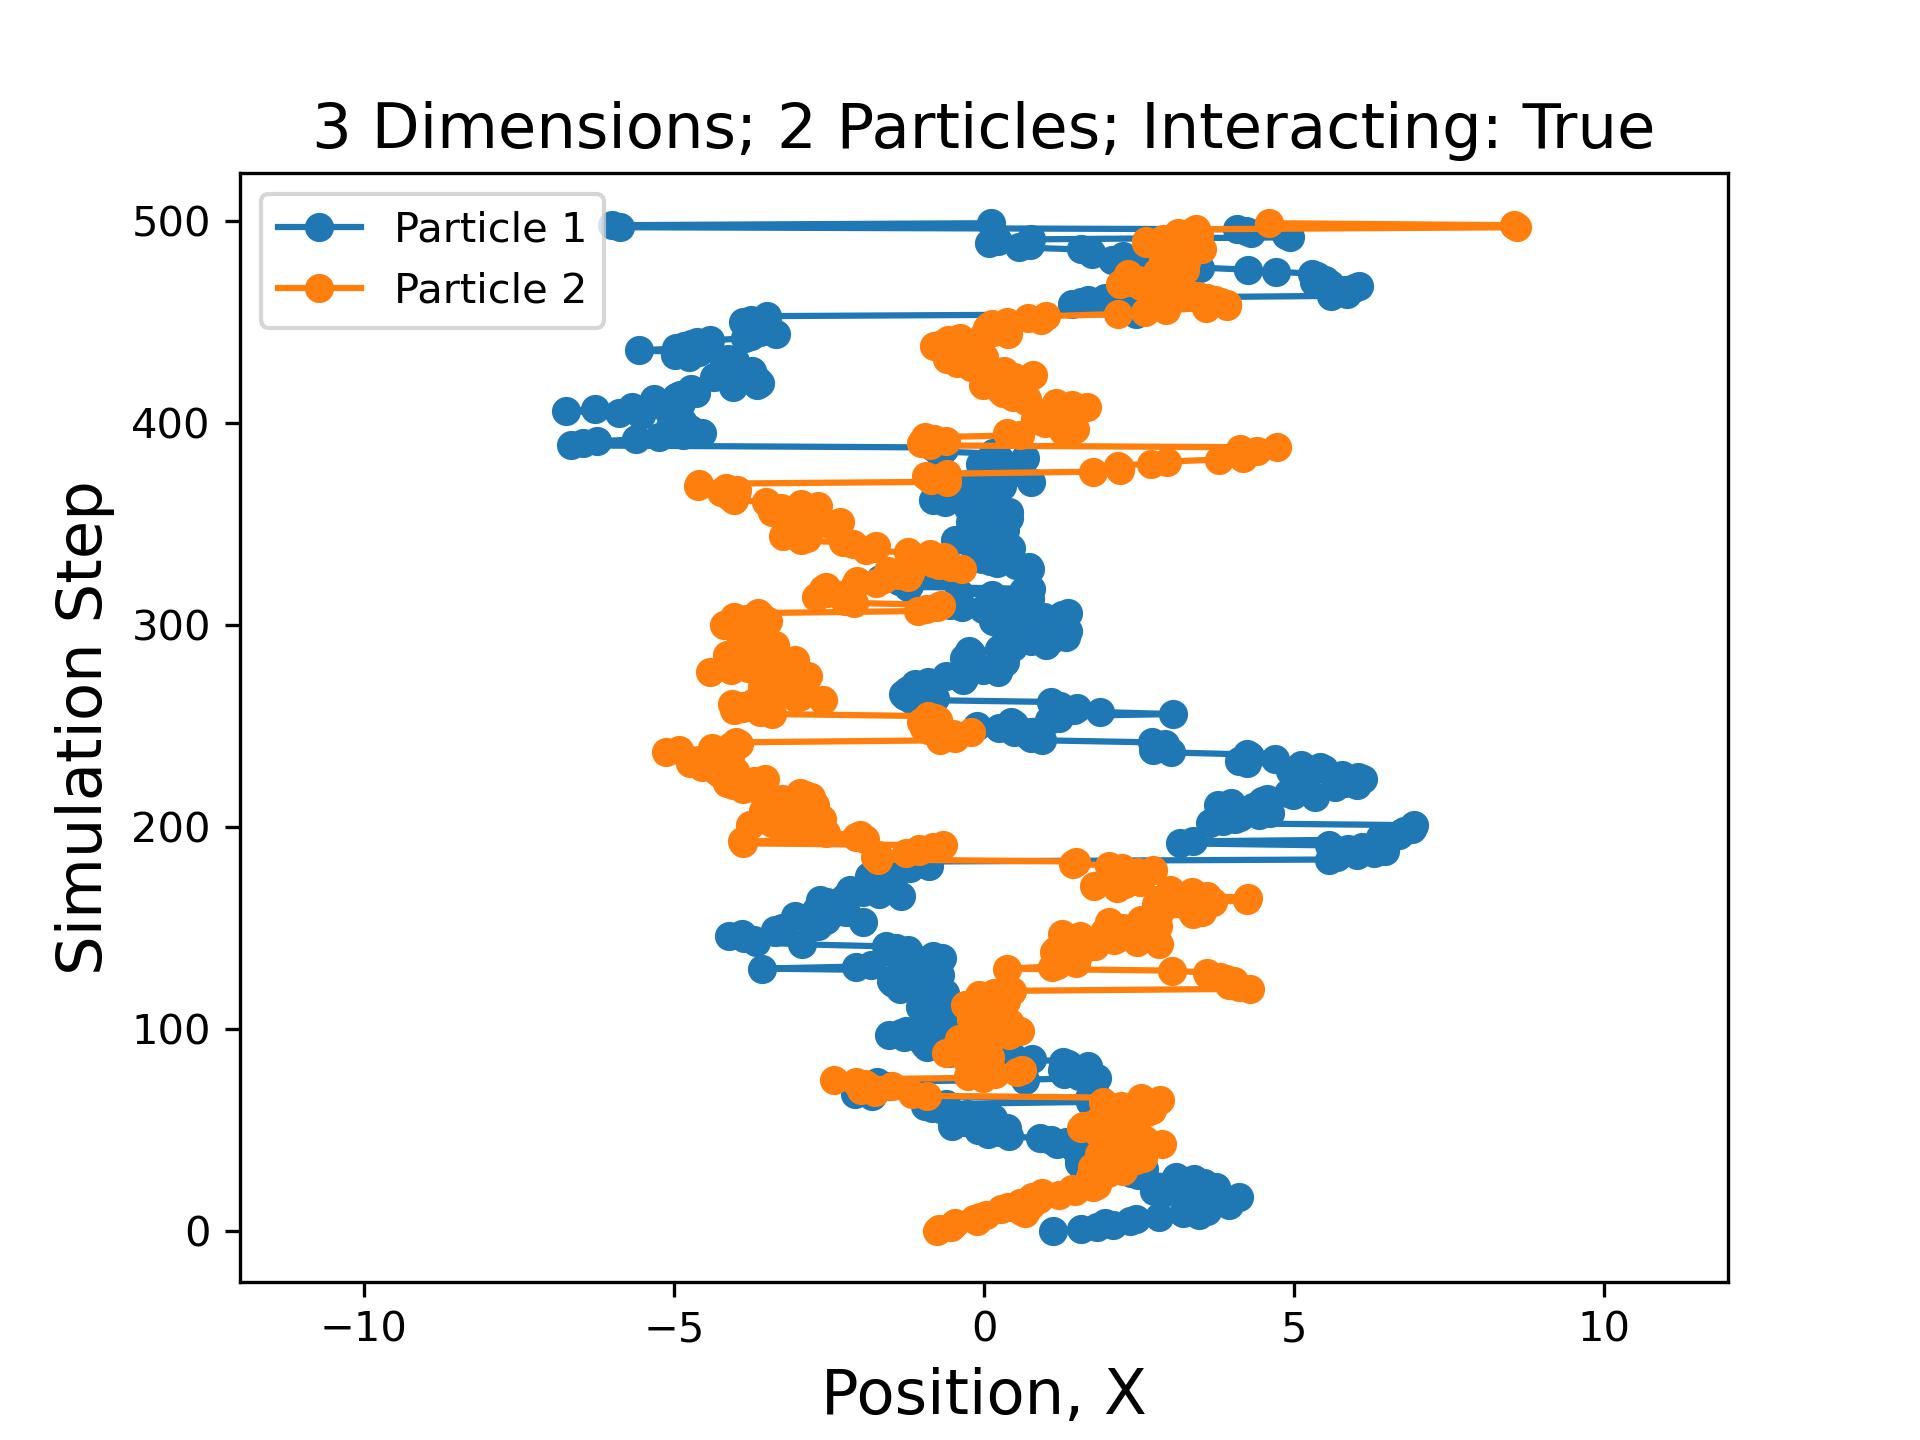 3 Dimensions; 2 Particles; Interacting: True
Particle 1
Particle 2
500
400
300
200
100
0
Simulation Step
−10
−5
0
5
10
Position, X